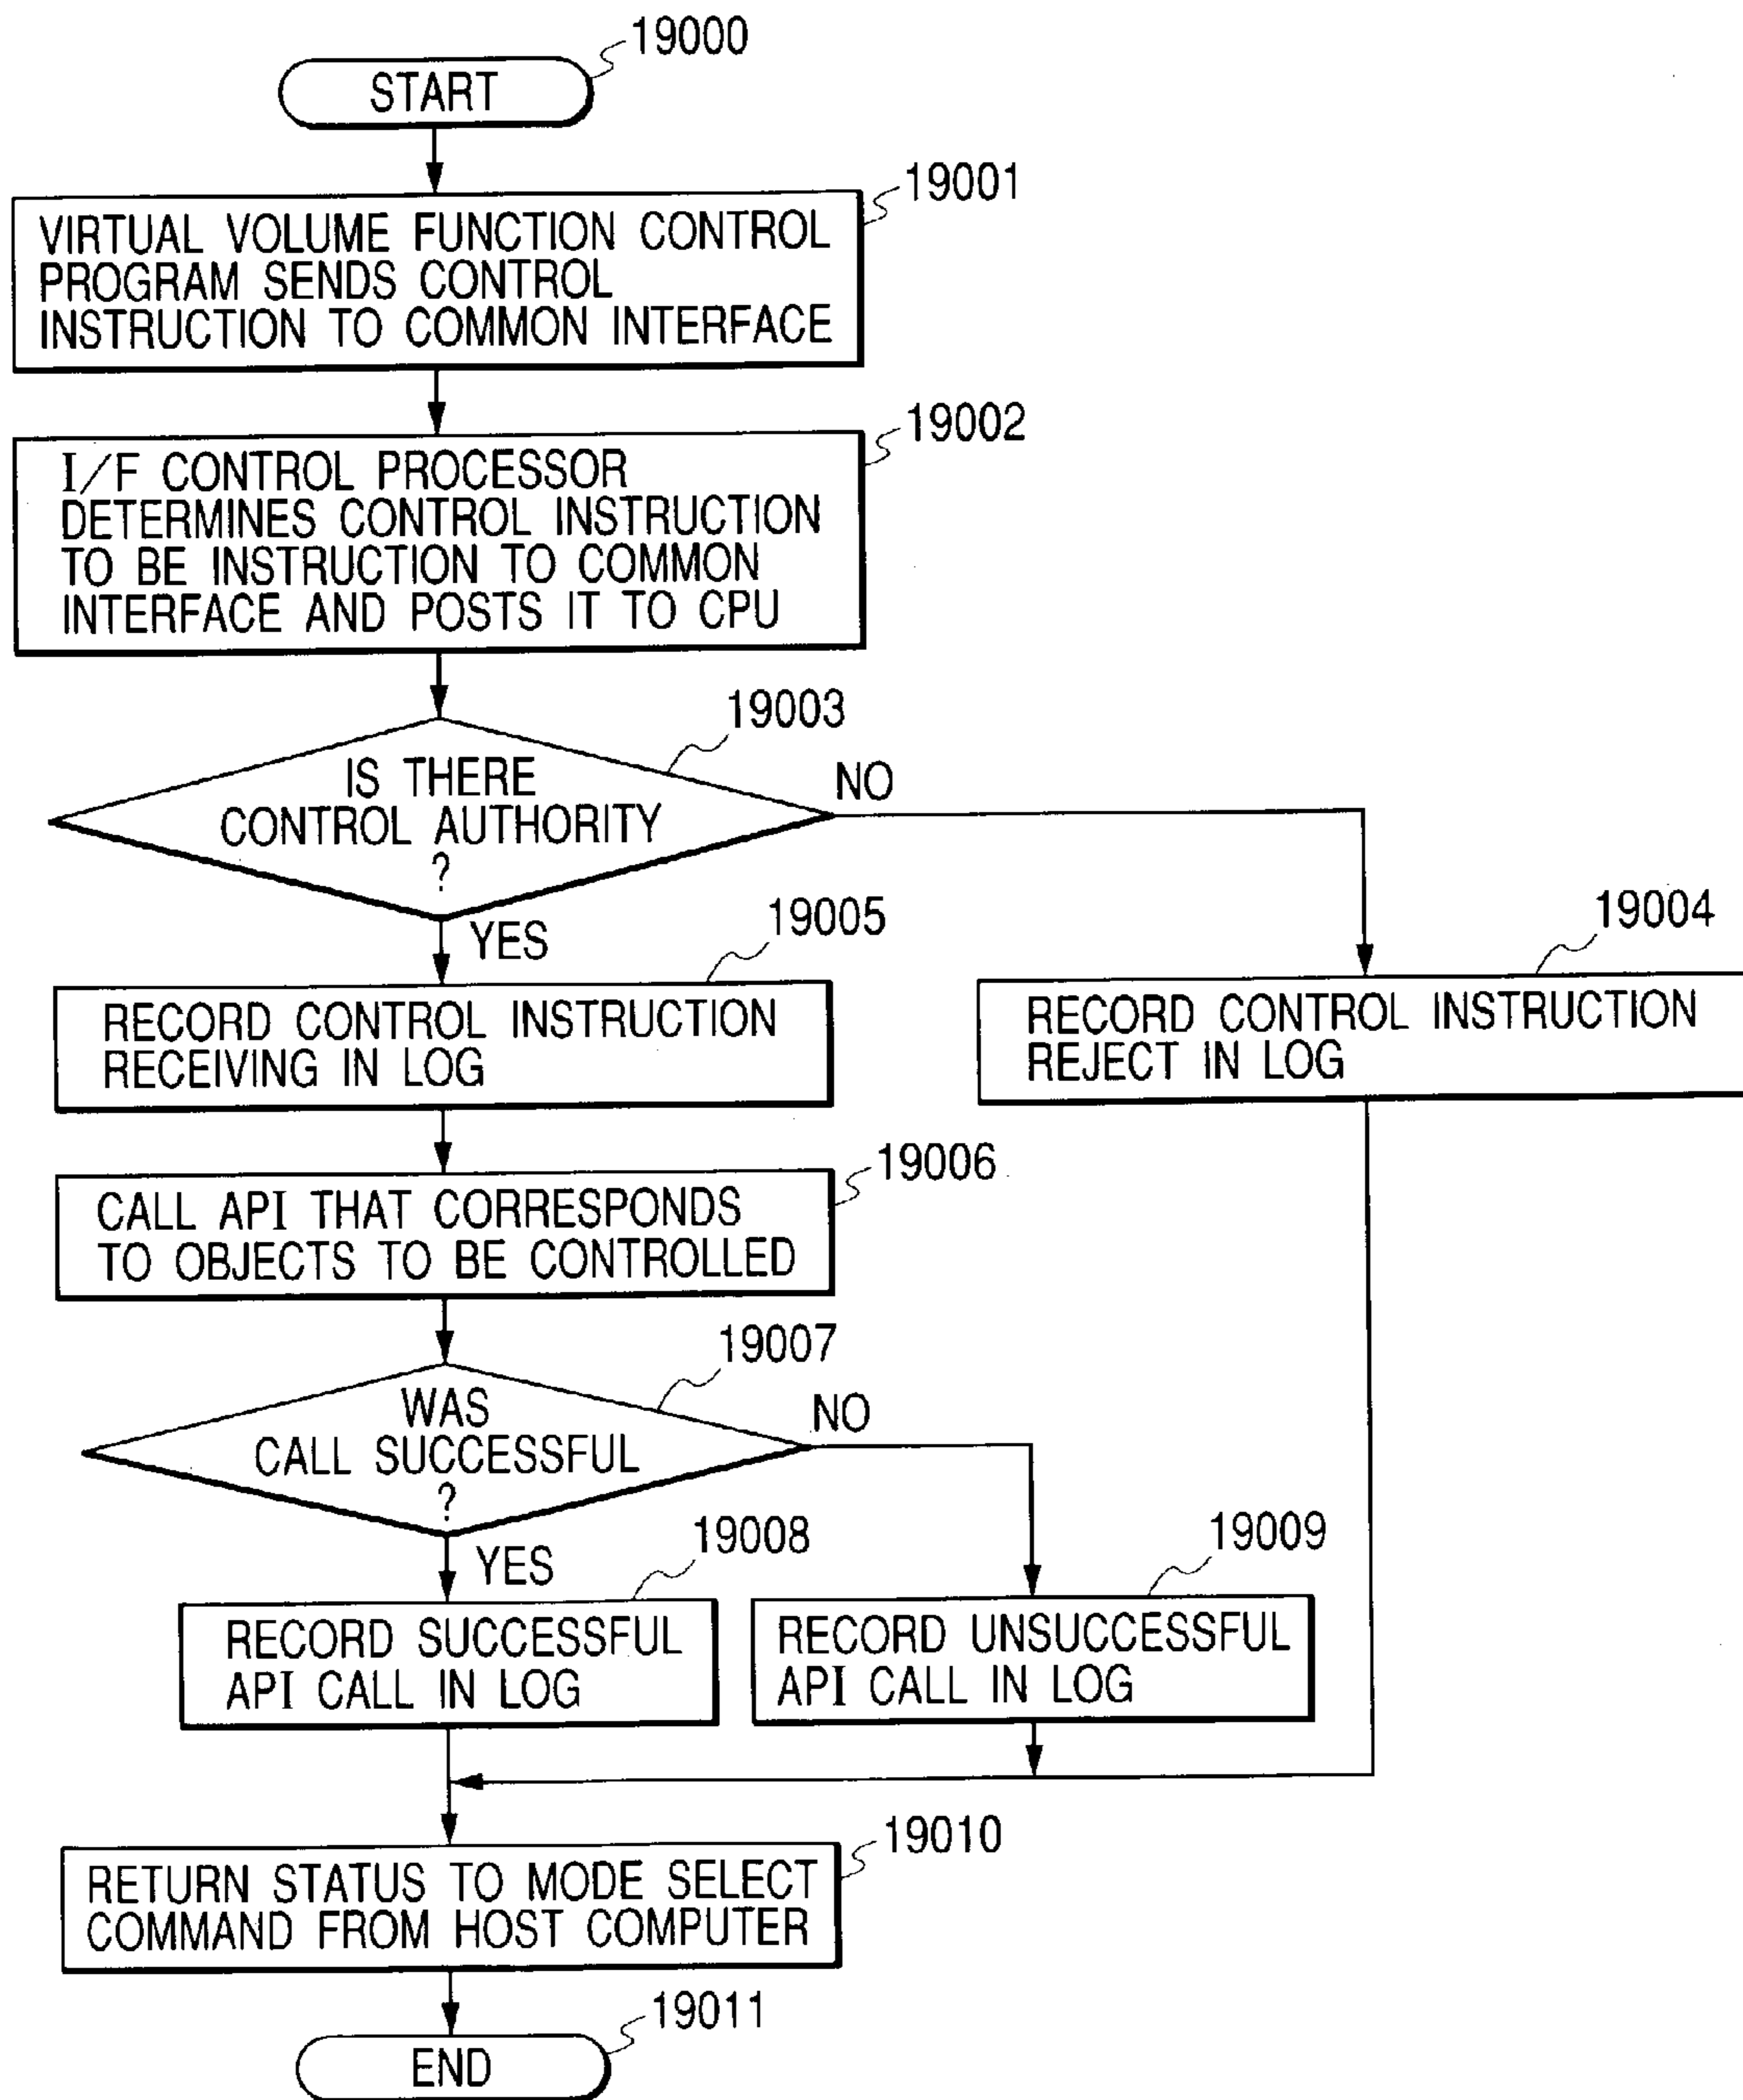 19000
START
19001
VIRTUAL VOLUME FUNCTION CONTROL
PROGRAM SENDS CONTROL
INSTRUCTION TO COMMON INTERFACE
19002
I/F CONTROL PROCESSOR
DETERMINES CONTROL INSTRUCTION
TO BE INSTRUCTION TO COMMON
INTERFACE AND POSTS IT TO CPU
19003
IS THERE
CONTROL AUTHORITY
?
NO
YES
19005
RECORD CONTROL INSTRUCTION
RECEIVING IN LOG
19004
RECORD CONTROL INSTRUCTION
REJECT IN LOG
19006
CALL API THAT CORRESPONDS
TO OBJECTS TO BE CONTROLLED
19007
WAS
CALL SUCCESSFUL
?
NO
YES
19008
RECORD SUCCESSFUL
API CALL IN LOG
19009
RECORD UNSUCCESSFUL
API CALL IN LOG
19010
RETURN STATUS TO MODE SELECT
COMMAND FROM HOST COMPUTER
19011
END